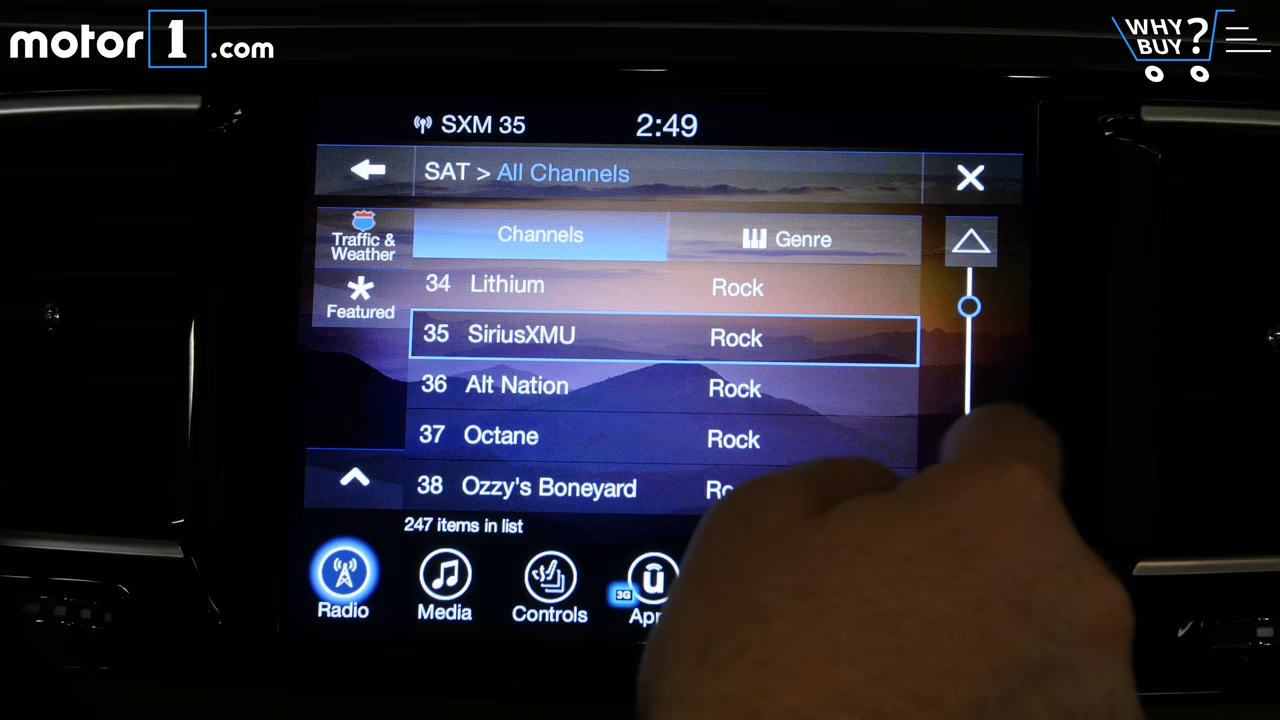 motor1.com
WHY BUY?
SXM 35
2:49
SAT > All Channels
Traffic & Weather
Channels
Genre
Featured
34 Lithium Rock
35 SiriusXMU Rock
36 Alt Nation Rock
37 Octane Rock
38 Ozzy's Boneyard
247 items in list
Radio
Media
Controls
3G